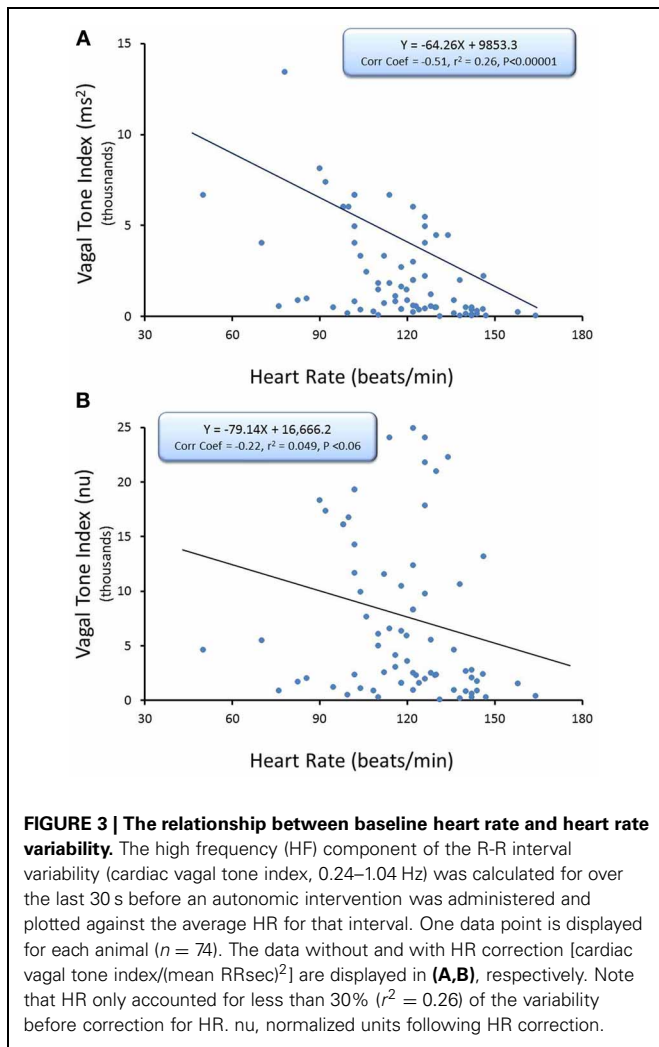 A
Y = -64.26X + 9853.3
Corr Coef = -0.51, r² = 0.26, P<0.00001
Vagal Tone Index (ms²)
(thousnands)
15
10
5
0
30 60 90 120 150 180
Heart Rate (beats/min)
B
Y = -79.14X + 16,666.2
Corr Coef = -0.22, r² = 0.049, P <0.06
Vagal Tone Index (nu)
(thousands)
25
20
15
10
5
0
30 60 90 120 150 180
Heart Rate (beats/min)
FIGURE 3 | The relationship between baseline heart rate and heart rate
variability. The high frequency (HF) component of the R-R interval
variability (cardiac vagal tone index, 0.24–1.04 Hz) was calculated for over
the last 30 s before an autonomic intervention was administered and
plotted against the average HR for that interval. One data point is displayed
for each animal (n = 74). The data without and with HR correction [cardiac
vagal tone index/(mean RRsec)²] are displayed in (A,B), respectively. Note
that HR only accounted for less than 30% (r² = 0.26) of the variability
before correction for HR. nu, normalized units following HR correction.